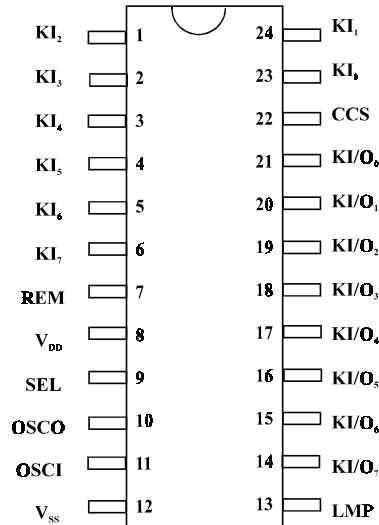 KI₂ 1 24 KI₁
KI₃ 2 23 KI₀
KI₄ 3 22 CCS
KI₅ 4 21 KI/O₀
KI₆ 5 20 KI/O₁
KI₇ 6 19 KI/O₂
REM 7 18 KI/O₃
V_DD 8 17 KI/O₄
SEL 9 16 KI/O₅
OSCO 10 15 KI/O₆
OSCI 11 14 KI/O₇
V_SS 12 13 LMP